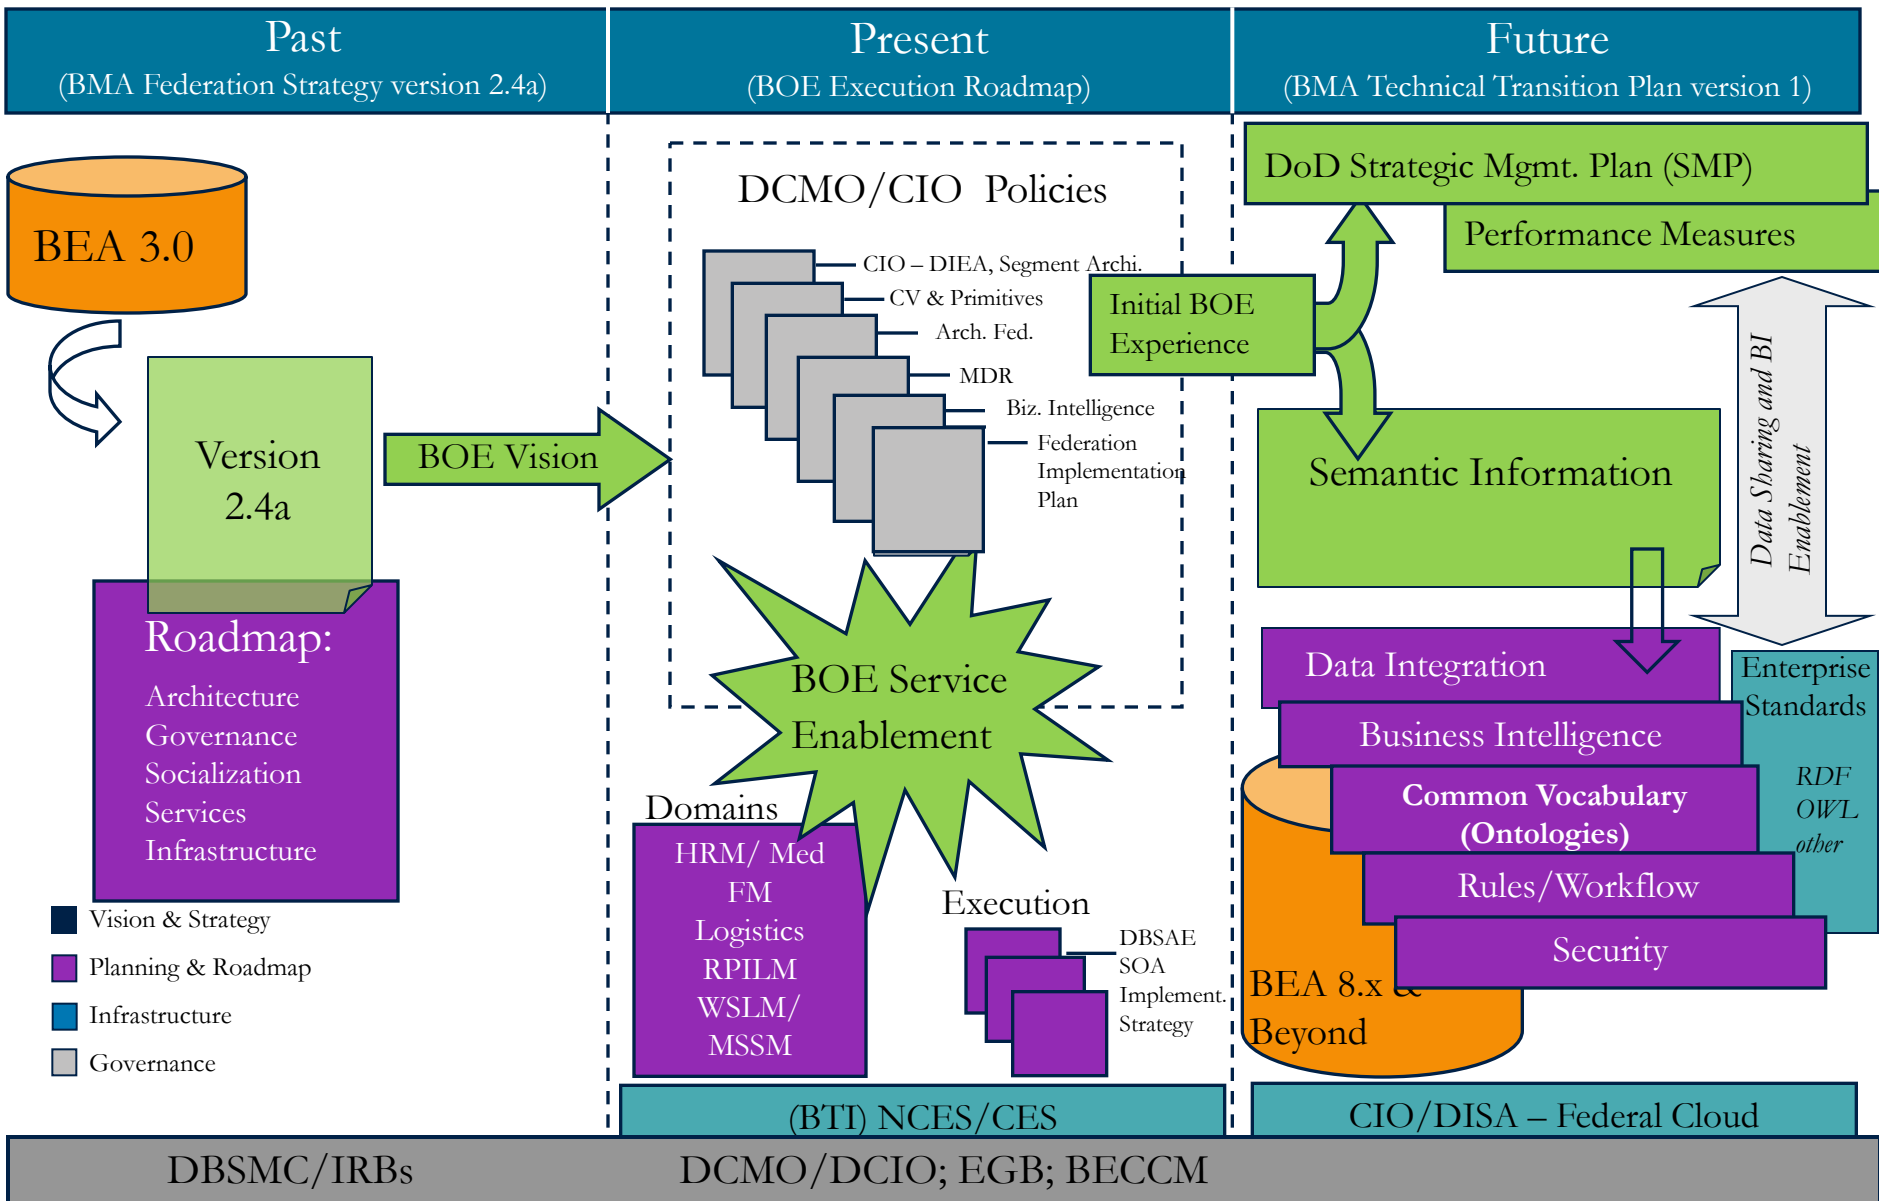 Past
(BMA Federation Strategy version 2.4a)
Present
(BOE Execution Roadmap)
Future
(BMA Technical Transition Plan version 1)
BEA 3.0
Version
2.4a
Roadmap:
Architecture
Governance
Socialization
Services
Infrastructure
Vision & Strategy
Planning & Roadmap
Infrastructure
Governance
BOE Vision
DCMO/CIO Policies
CIO – DIEA, Segment Archi.
CV & Primitives
Arch. Fed.
MDR
Biz. Intelligence
Federation
Implementation
Plan
BOE Service
Enablement
Domains
HRM/ Med
FM
Logistics
RPILM
WSLM/
MSSM
Execution
DBSAE
SOA
Implement.
Strategy
(BTI) NCES/CES
Initial BOE
Experience
DoD Strategic Mgmt. Plan (SMP)
Performance Measures
Semantic Information
Data Sharing and BI
Enablement
Data Integration
Business Intelligence
Common Vocabulary
(Ontologies)
Rules/Workflow
Security
Enterprise
Standards
RDF
OWL
other
BEA 8.x &
Beyond
CIO/DISA – Federal Cloud
DBSMC/IRBs
DCMO/DCIO; EGB; BECCM